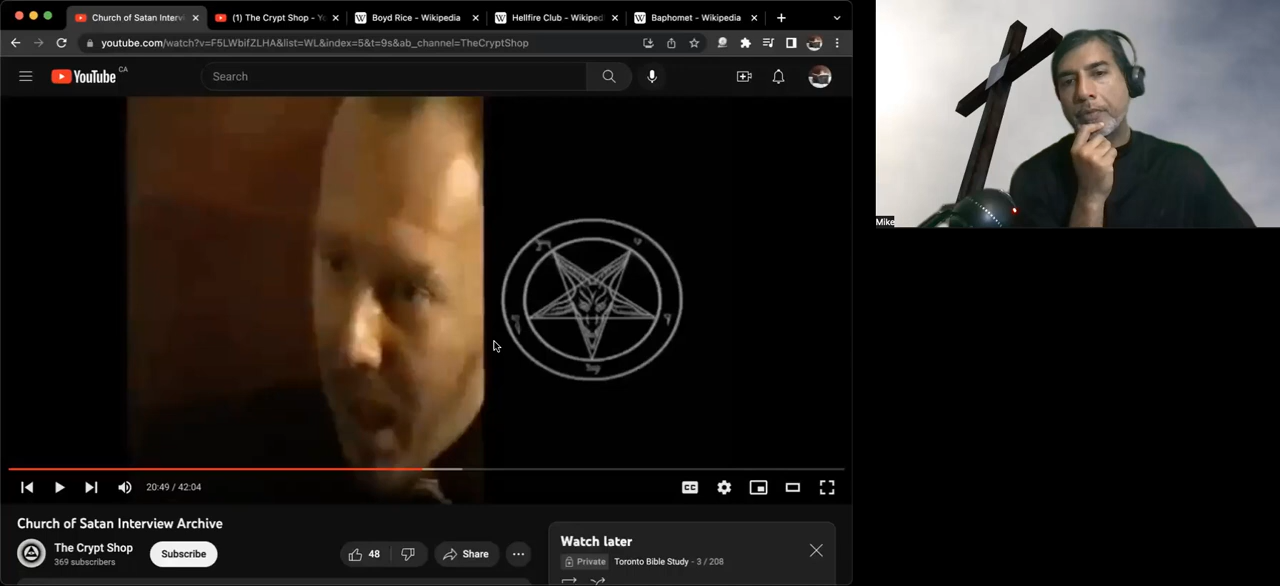 Church of Satan Intervi
(1) The Crypt Shop - Yo
Boyd Rice - Wikipedia
Hellfire Club - Wikiped
Baphomet - Wikipedia
youtube.com/watch?v=F5LWbifZLHA&list=WL&index=5&t=9s&ab_channel=TheCryptShop
YouTube CA
Search
Mike
20:49 / 42:04
CC
Church of Satan Interview Archive
The Crypt Shop
369 subscribers
Subscribe
48
Share
Watch later
Private
Toronto Bible Study - 3 / 208